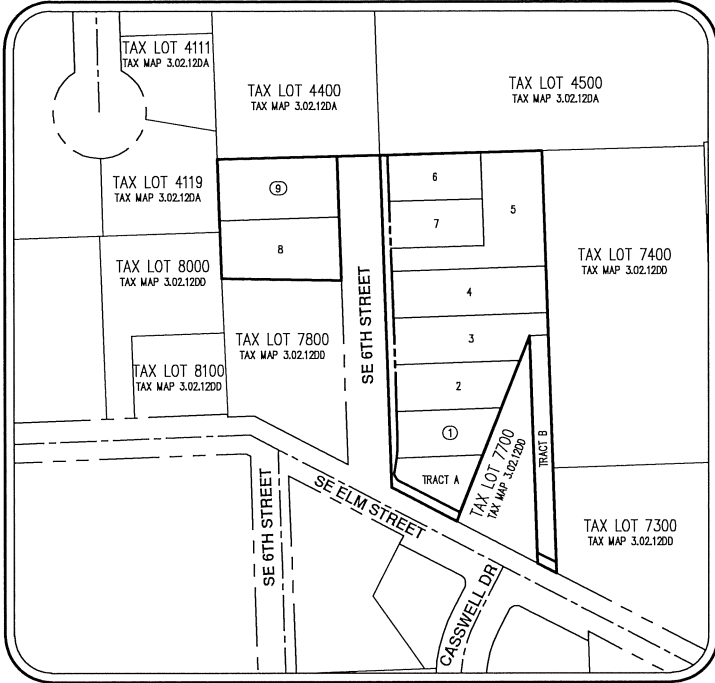 TAX LOT 4111
TAX MAP 3.02.12DA
TAX LOT 4400
TAX MAP 3.02.12DA
TAX LOT 4500
TAX MAP 3.02.12DA
TAX LOT 4119
TAX MAP 3.02.12DA
9
8
6
7
5
TAX LOT 8000
TAX MAP 3.02.12DD
TAX LOT 7400
TAX MAP 3.02.12DD
4
3
2
1
SE 6TH STREET
TAX LOT 7800
TAX MAP 3.02.12DD
TAX LOT 8100
TAX MAP 3.02.12DD
TRACT A
TAX LOT 7700
TAX MAP 3.02.12DD
TRACT B
SE 6TH STREET
SE ELM STREET
TAX LOT 7300
TAX MAP 3.02.12DD
CASSWELL DR